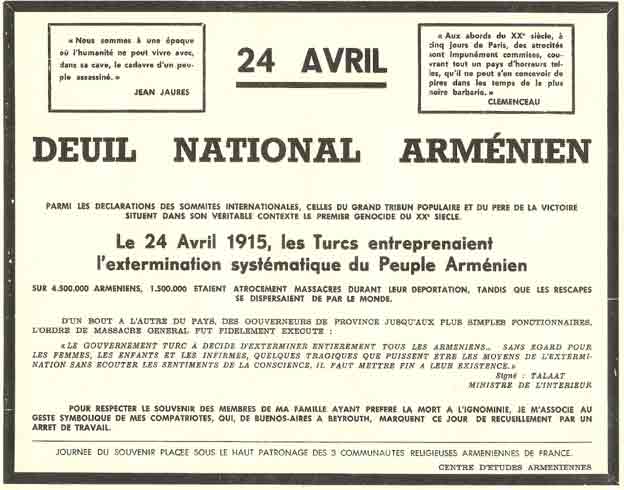 « Nous sommes à une époque
où l'humanité ne peut vivre avec,
dans sa cave, le cadavre d'un peu-
ple assassiné. »
JEAN JAURES
24 AVRIL
« Aux abords du XXe siècle, à
cinq jours de Paris, des atrocités
sont impunément commises, cou-
vrant tout un pays d'horreurs tel-
les, qu'il ne peut s'en concevoir de
pires dans les temps de la plus
noire barbarie. »
CLEMENCEAU
DEUIL NATIONAL ARMÉNIEN
PARMI LES DECLARATIONS DES SOMMITES INTERNATIONALES, CELLES DU GRAND TRIBUN POPULAIRE ET DU PERE DE LA VICTOIRE
SITUENT DANS SON VERITABLE CONTEXTE LE PREMIER GENOCIDE DU XXe SIECLE.
Le 24 Avril 1915, les Turcs entreprenaient
l'extermination systématique du Peuple Arménien
SUR 4.500.000 ARMENIENS, 1.500.000 ETAIENT ATROCEMENT MASSACRES DURANT LEUR DEPORTATION, TANDIS QUE LES RESCAPES
SE DISPERSAIENT DE PAR LE MONDE.
D'UN BOUT A L'AUTRE DU PAYS, DES GOUVERNEURS DE PROVINCE JUSQU'AUX PLUS SIMPLES FONCTIONNAIRES,
L'ORDRE DE MASSACRE GENERAL FUT FIDELEMENT EXECUTE :
«LE GOUVERNEMENT TURC A DECIDE D'EXTERMINER ENTIEREMENT TOUS LES ARMENIENS... SANS EGARD POUR
LES FEMMES, LES ENFANTS ET LES INFIRMES, QUELQUES TRAGIQUES QUE PUISSENT ETRE LES MOYENS DE L'EXTERMI-
NATION SANS ECOUTER LES SENTIMENTS DE LA CONSCIENCE, IL FAUT METTRE FIN A LEUR EXISTENCE.»
Signé : TALAAT
MINISTRE DE L'INTERIEUR
POUR RESPECTER LE SOUVENIR DES MEMBRES DE MA FAMILLE AYANT PREFERE LA MORT A L'IGNOMINIE, JE M'ASSOCIE AU
GESTE SYMBOLIQUE DE MES COMPATRIOTES, QUI, DE BUENOS-AIRES A BEYROUTH, MARQUENT CE JOUR DE RECUEILLEMENT PAR UN
ARRET DE TRAVAIL.
JOURNEE DU SOUVENIR PLACEE SOUS LE HAUT PATRONAGE DES 3 COMMUNAUTES RELIGIEUSES ARMENIENNES DE FRANCE.
CENTRE D'ETUDES ARMENIENNES